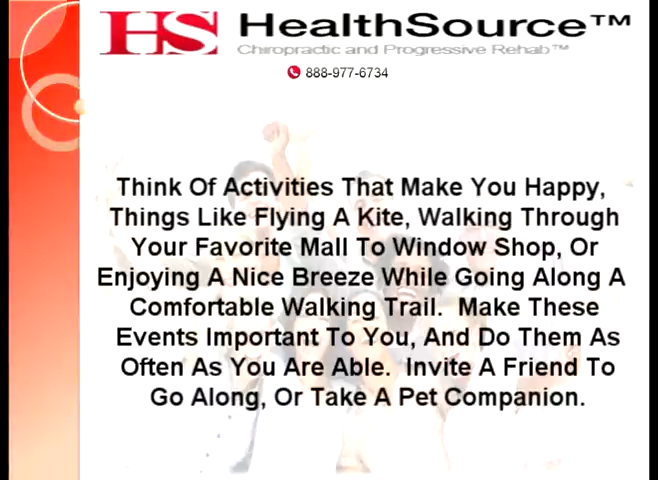 HS HealthSource™
Chiropractic and Progressive Rehab™
888-977-6734
Think Of Activities That Make You Happy,
Things Like Flying A Kite, Walking Through
Your Favorite Mall To Window Shop, Or
Enjoying A Nice Breeze While Going Along A
Comfortable Walking Trail.  Make These
Events Important To You, And Do Them As
Often As You Are Able.  Invite A Friend To
Go Along, Or Take A Pet Companion.